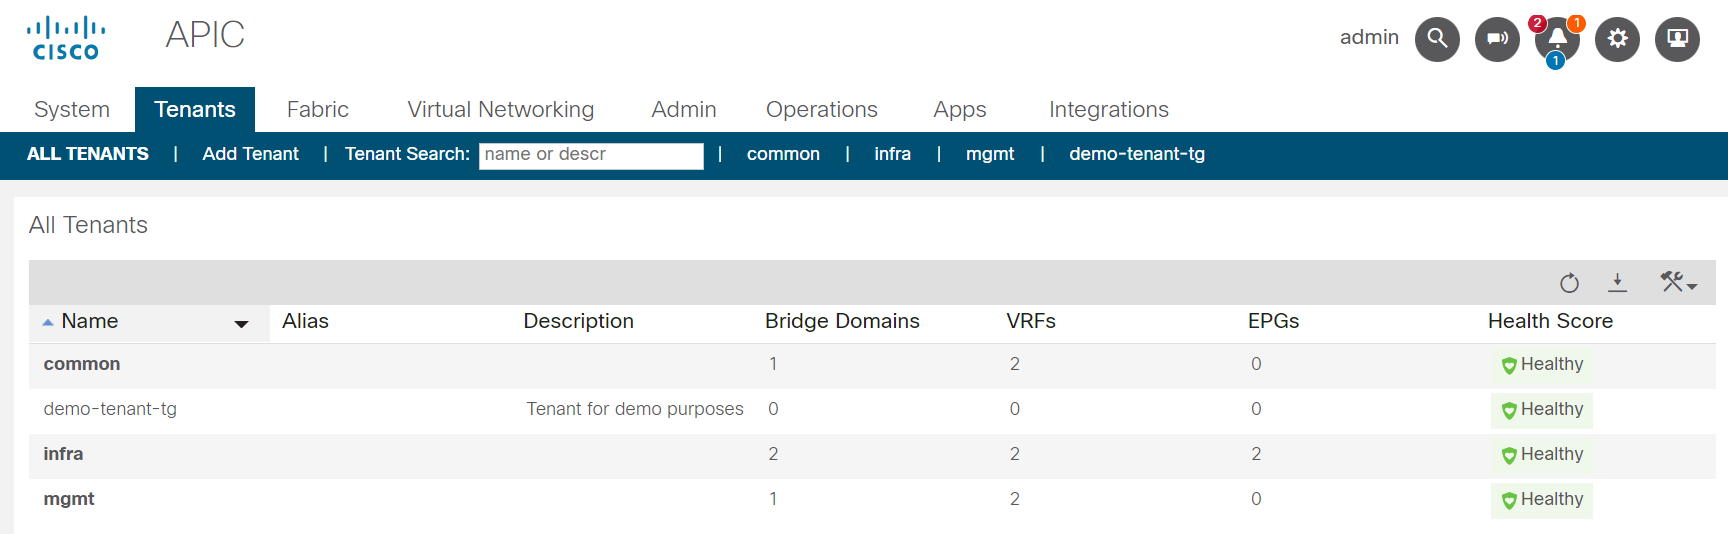 CISCO APIC admin 2 1 1
System Tenants Fabric Virtual Networking Admin Operations Apps Integrations
ALL TENANTS | Add Tenant | Tenant Search: name or descr | common | infra | mgmt | demo-tenant-tg
All Tenants
Name Alias Description Bridge Domains VRFs EPGs Health Score
common 1 2 0 Healthy
demo-tenant-tg Tenant for demo purposes 0 0 0 Healthy
infra 2 2 2 Healthy
mgmt 1 2 0 Healthy